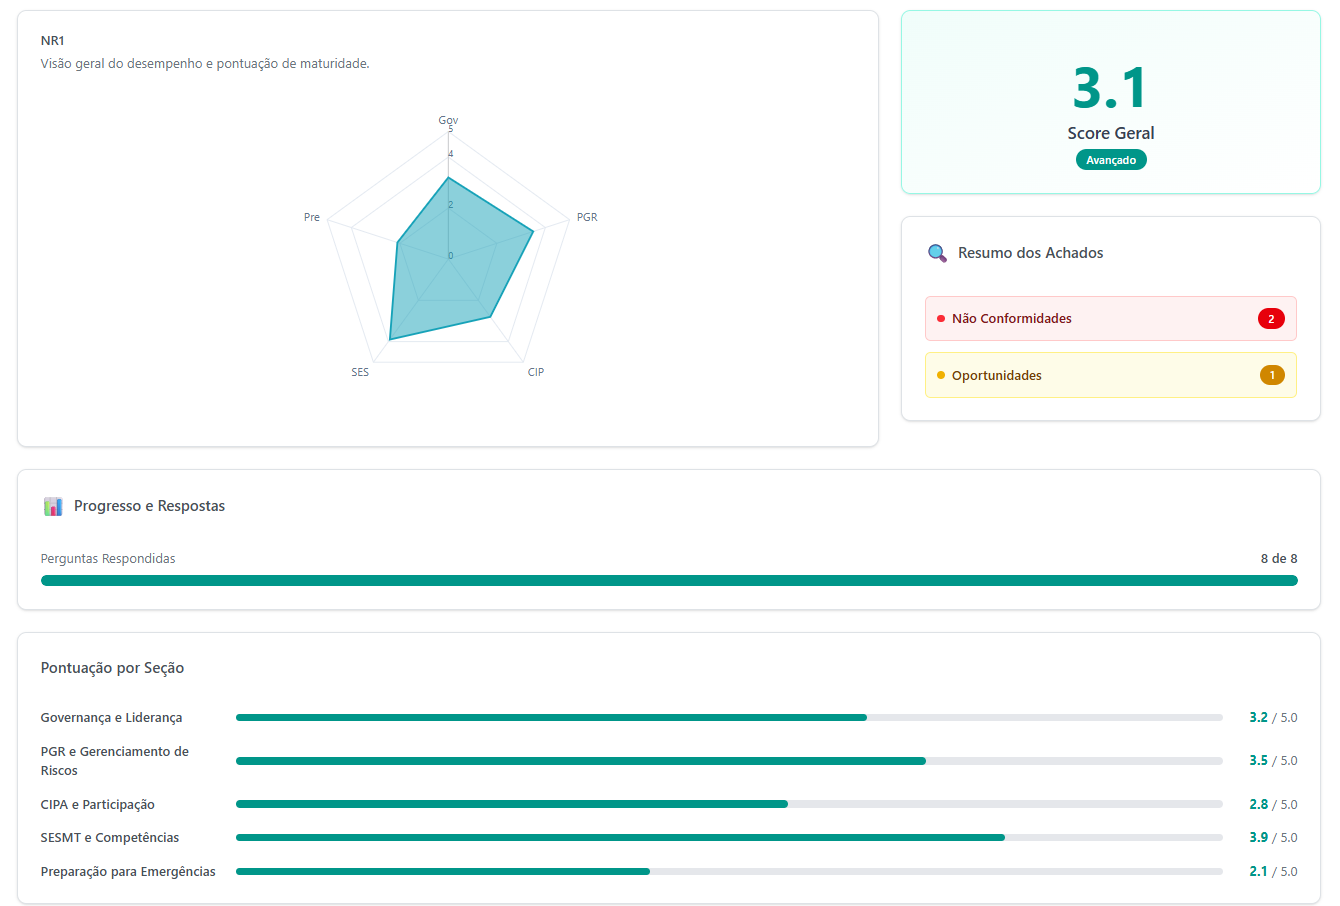 NR1
Visão geral do desempenho e pontuação de maturidade.
Gov
5
4
2
0
PGR
CIP
SES
Pre
3.1
Score Geral
Avançado
Resumo dos Achados
Não Conformidades 2
Oportunidades 1
Progresso e Respostas
Perguntas Respondidas 8 de 8
Pontuação por Seção
Governança e Liderança 3.2 / 5.0
PGR e Gerenciamento de
Riscos 3.5 / 5.0
CIPA e Participação 2.8 / 5.0
SESMT e Competências 3.9 / 5.0
Preparação para Emergências 2.1 / 5.0